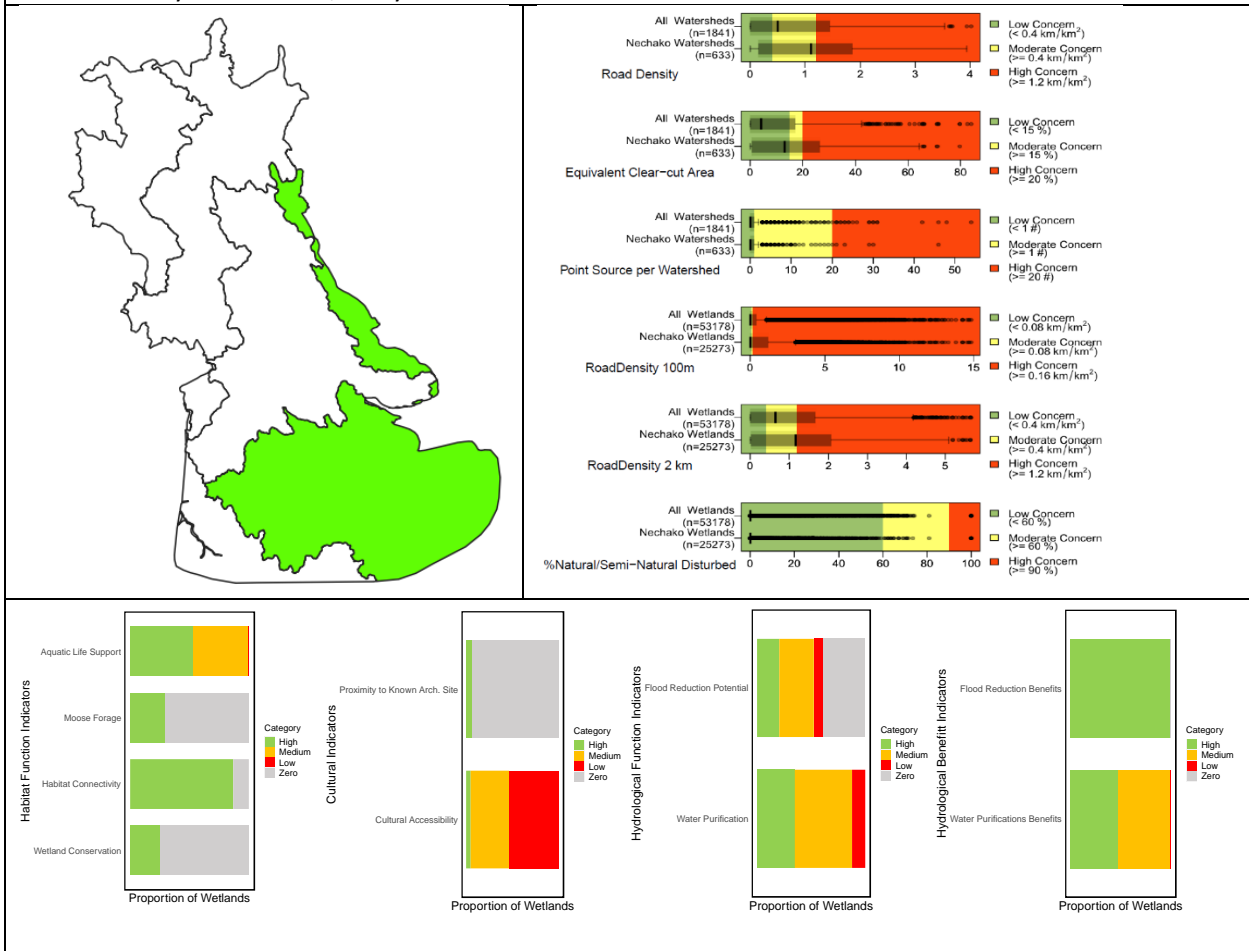 All Watersheds
(n=1841)
Nechako Watersheds
(n=633)
Road Density
0 1 2 3 4
Low Concern
(< 0.4 km/km²)
Moderate Concern
(>= 0.4 km/km²)
High Concern
(>= 1.2 km/km²)
All Watersheds
(n=1841)
Nechako Watersheds
(n=633)
Equivalent Clear-cut Area
0 20 40 60 80
Low Concern
(< 15 %)
Moderate Concern
(>= 15 %)
High Concern
(>= 20 %)
All Watersheds
(n=1841)
Nechako Watersheds
(n=633)
Point Source per Watershed
0 10 20 30 40 50
Low Concern
(< 1 #)
Moderate Concern
(>= 1 #)
High Concern
(>= 20 #)
All Wetlands
(n=53178)
Nechako Wetlands
(n=25273)
RoadDensity 100m
5 10 15
Low Concern
(< 0.08 km/km²)
Moderate Concern
(>= 0.08 km/km²)
High Concern
(>= 0.16 km/km²)
All Wetlands
(n=53178)
Nechako Wetlands
(n=25273)
RoadDensity 2 km
0 1 2 3 4 5
Low Concern
(< 0.4 km/km²)
Moderate Concern
(>= 0.4 km/km²)
High Concern
(>= 1.2 km/km²)
All Wetlands
(n=53178)
Nechako Wetlands
(n=25273)
%Natural/Semi-Natural Disturbed
0 20 40 60 80 100
Low Concern
(< 60 %)
Moderate Concern
(>= 60 %)
High Concern
(>= 90 %)
Habitat Function Indicators
Aquatic Life Support
Moose Forage
Habitat Connectivity
Wetland Conservation
Proportion of Wetlands
Category
High
Medium
Low
Zero
Cultural Indicators
Proximity to Known Arch. Site
Cultural Accessibility
Proportion of Wetlands
Category
High
Medium
Low
Zero
Hydrological Function Indicators
Flood Reduction Potential
Water Purification
Proportion of Wetlands
Category
High
Medium
Low
Zero
Hydrological Benefitt Indicators
Flood Reduction Benefits
Water Purifications Benefits
Proportion of Wetlands
Category
High
Medium
Low
Zero